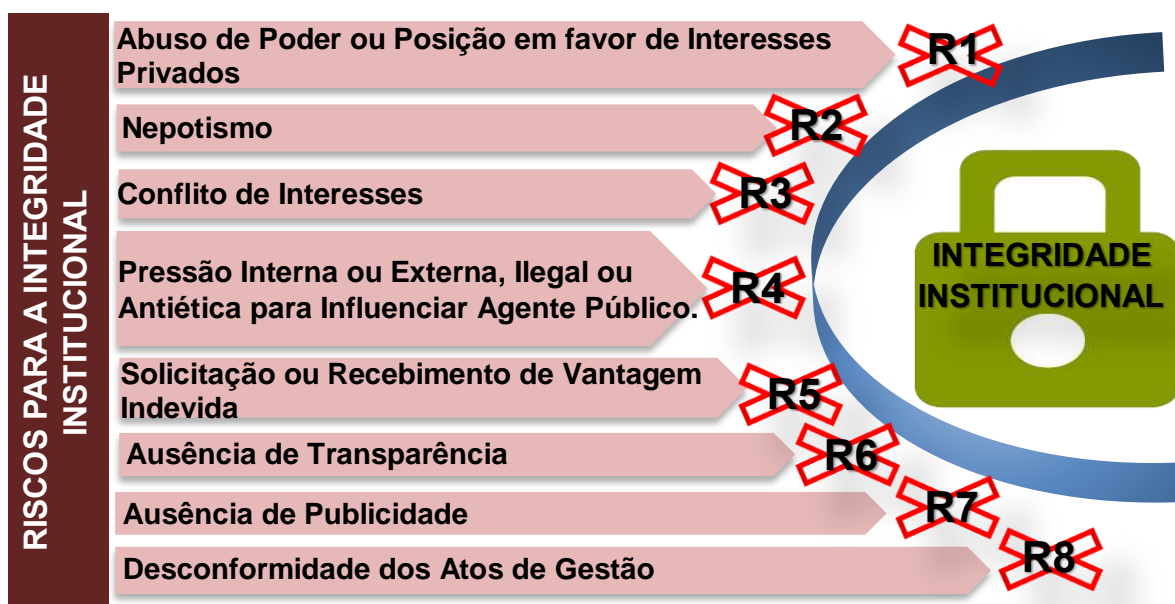 RISCOS PARA A INTEGRIDADE
INSTITUCIONAL
Abuso de Poder ou Posição em favor de Interesses
Privados
R1
Nepotismo
R2
Conflito de Interesses
R3
Pressão Interna ou Externa, Ilegal ou
Antiética para Influenciar Agente Público.
R4
Solicitação ou Recebimento de Vantagem
Indevida
R5
Ausência de Transparência
R6
Ausência de Publicidade
R7
Desconformidade dos Atos de Gestão
R8
INTEGRIDADE
INSTITUCIONAL